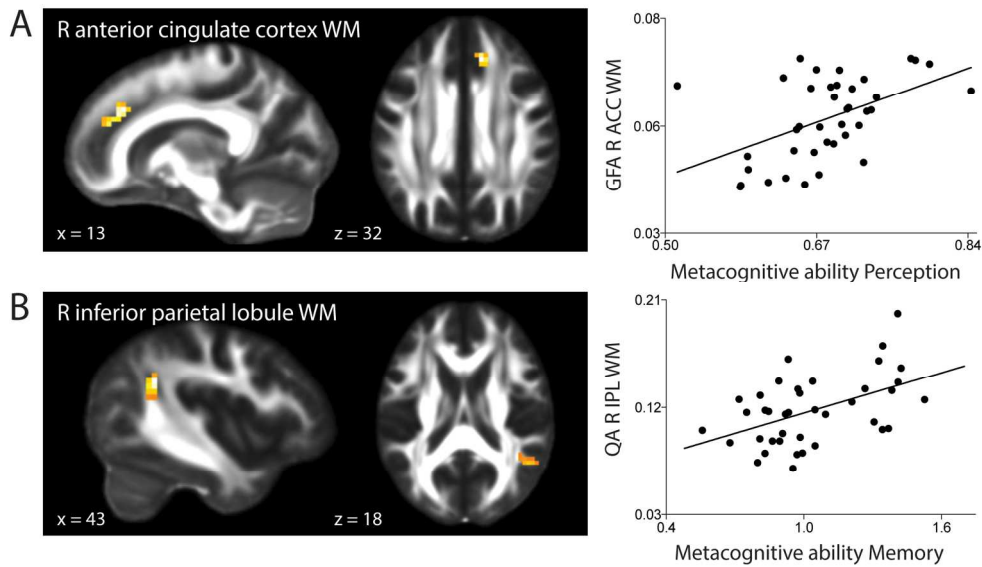 A
R anterior cingulate cortex WM
x = 13
z = 32
GFA R ACC WM
0.08
0.06
0.03
0.50
0.67
0.84
Metacognitive ability Perception
B
R inferior parietal lobule WM
x = 43
z = 18
QA R IPL WM
0.21
0.12
0.03
0.4
1.0
1.6
Metacognitive ability Memory